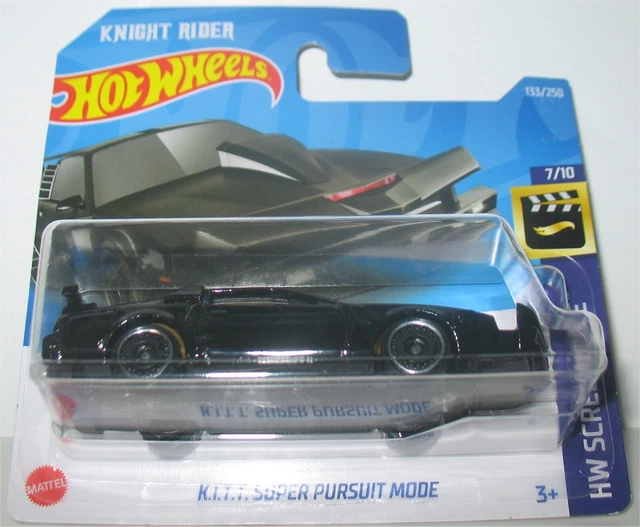 KNIGHT RIDER
HOT WHEELS
133/250
7/10
HW SCRE
K.I.T.T. SUPER PURSUIT MODE
MATTEL
K.I.T.T. SUPER PURSUIT MODE
3+